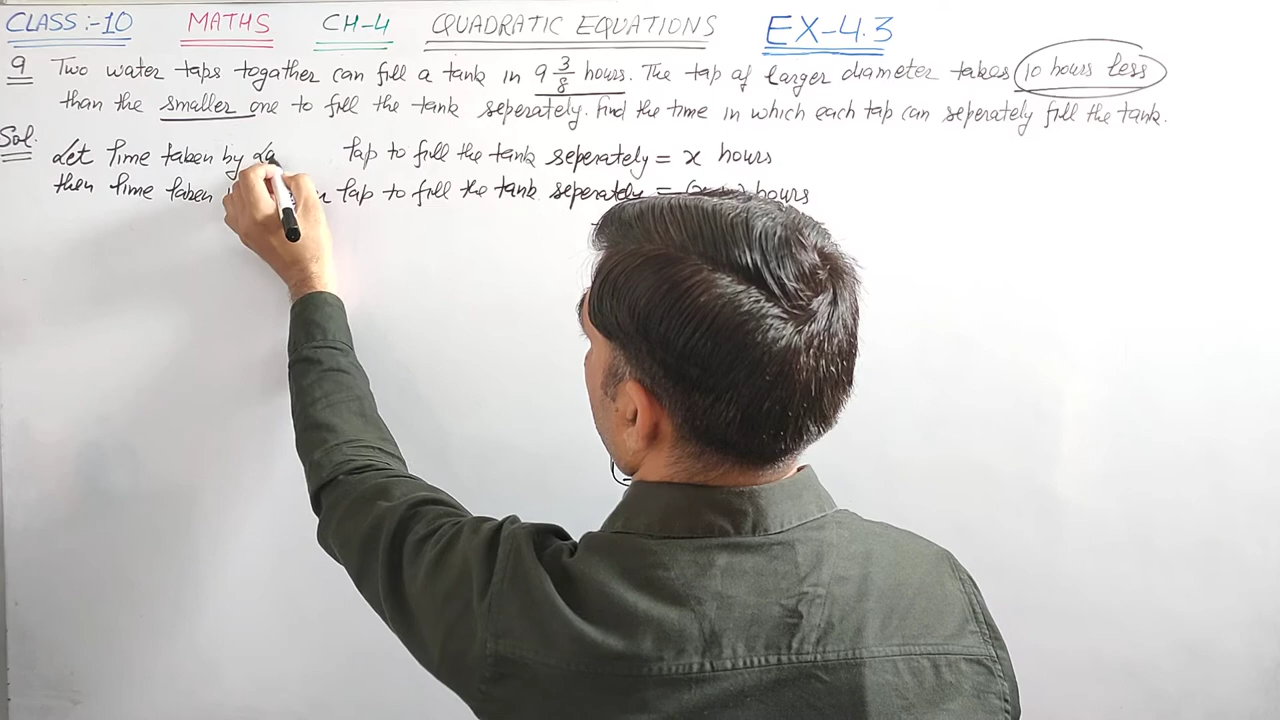 CLASS:-10 MATHS CH-4 QUADRATIC EQUATIONS EX-4.3
9 Two water taps togather can fill a tank in 9 3/8 hours. The tap of larger diameter takes 10 hours less
than the smaller one to fill the tank seperately. Find the time in which each tap can seperately fill the tank.
Sol.
Let Time taken by La Tap to fill the tank seperately = x hours
then Time taken Tap to fill the tank seperately = hours